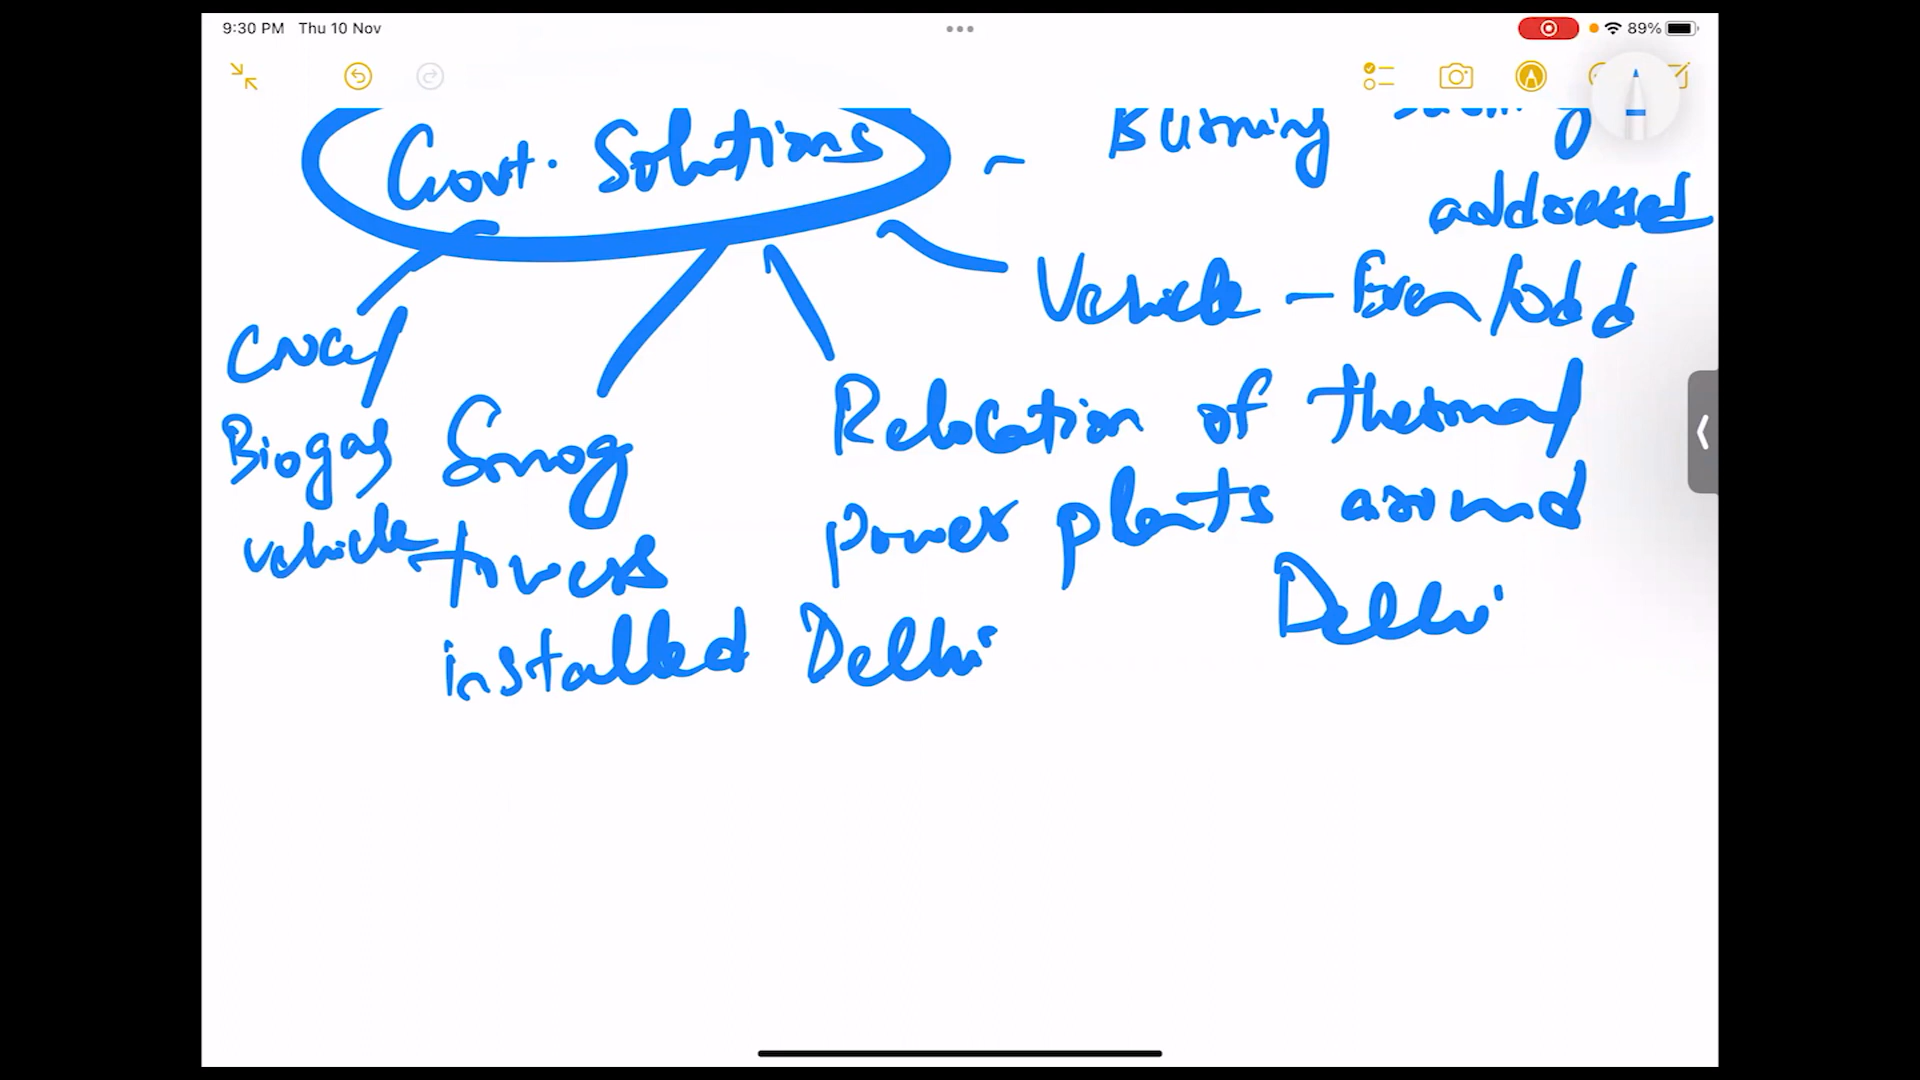 9:30 PM Thu 10 Nov
89%
Govt. Solutions
Burning
addressed
Vehicle - Even/Odd
CNG/
Biogas
vehicle
Smog
towers
installed Delhi
Relocation of thermal
power plants around
Delhi